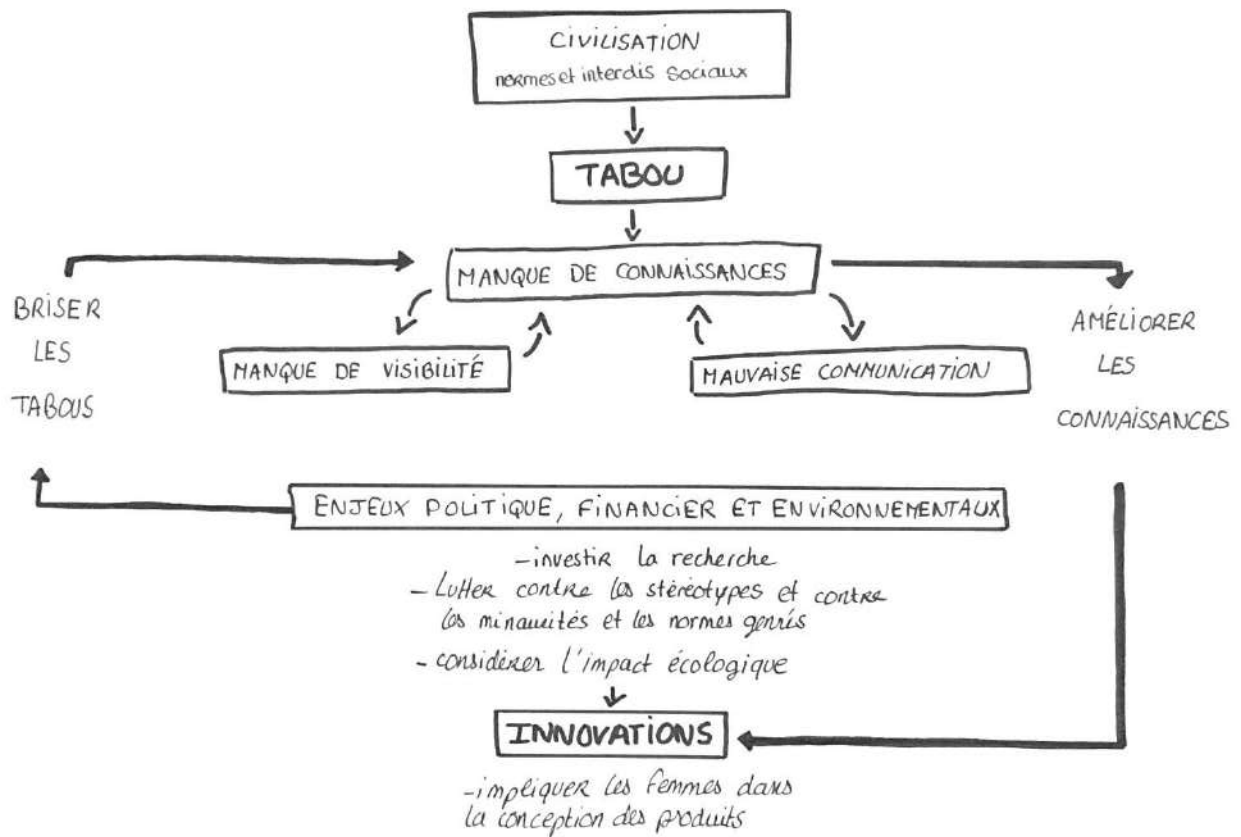 CIVILISATION
normes et interdis sociaux
TABOU
MANQUE DE CONNAISSANCES
BRISER
LES
TABOUS
MANQUE DE VISIBILITÉ
MAUVAISE COMMUNICATION
AMÉLIORER
LES
CONNAISSANCES
ENJEUX POLITIQUE, FINANCIER ET ENVIRONNEMENTAUX
-investir la recherche
- Lutter contre les stéréotypes et contre
les minauités et les normes genrés
- considérer l'impact écologique
INNOVATIONS
-impliquer les femmes dans
la conception des produits